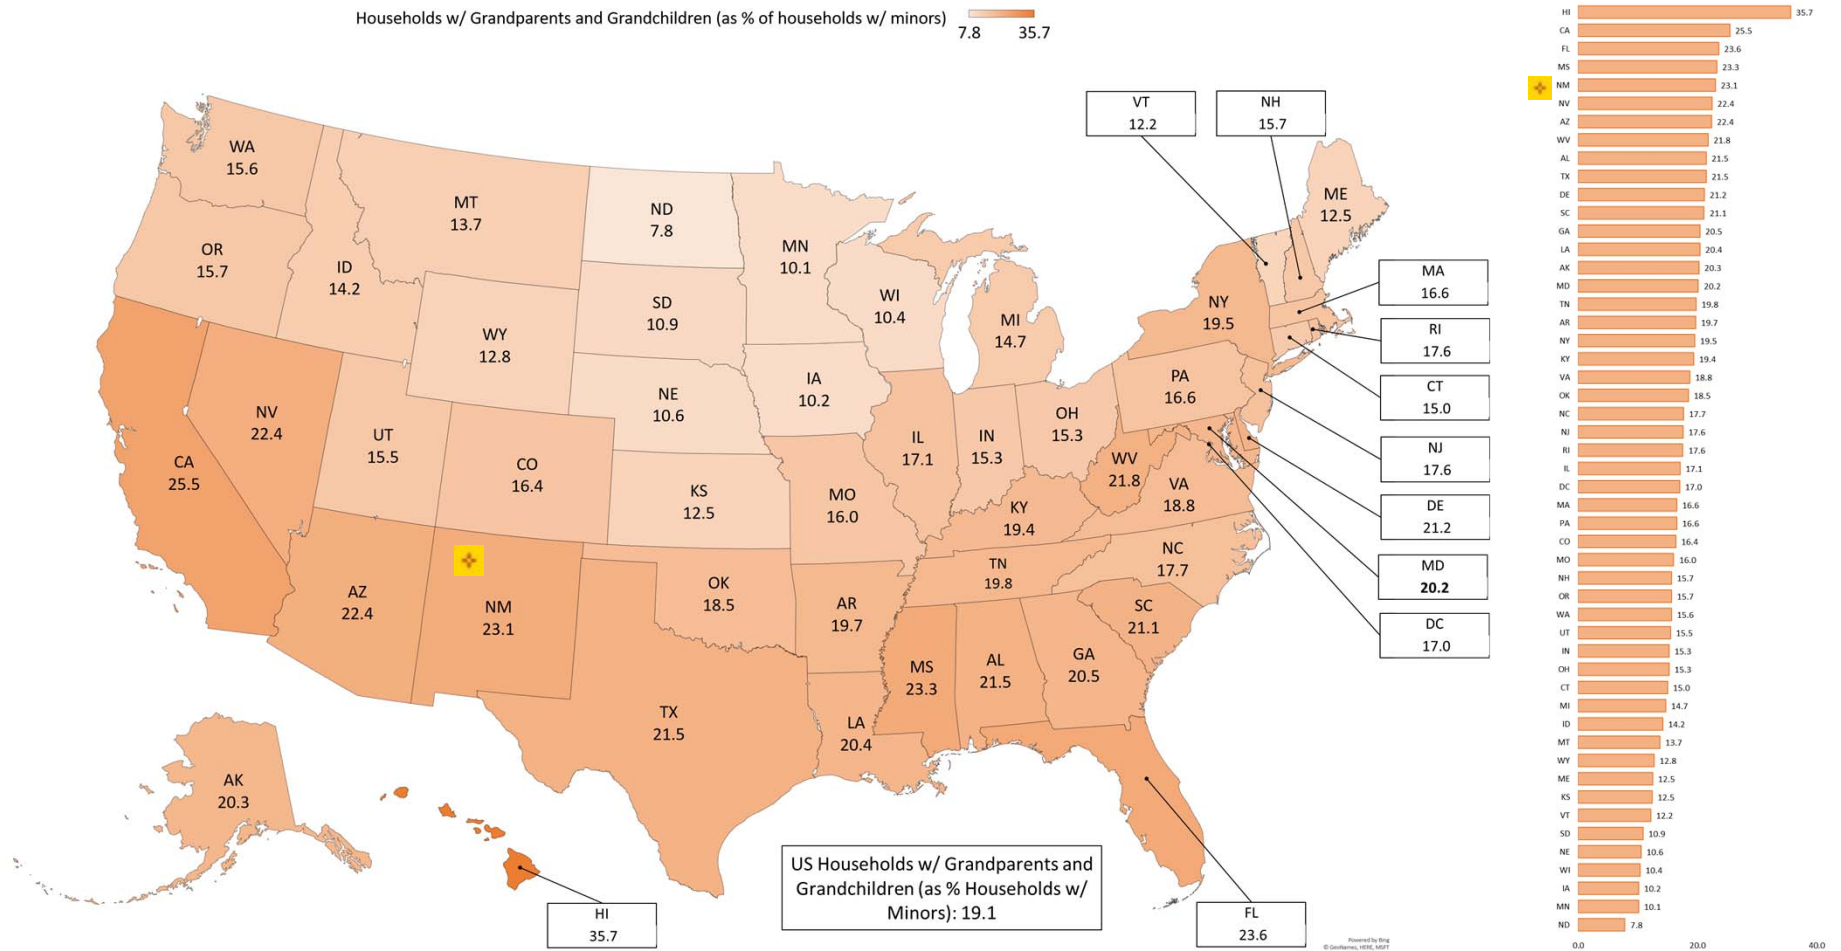 Households w/ Grandparents and Grandchildren (as % of households w/ minors)
7.8 35.7
WA
15.6
OR
15.7
ID
14.2
MT
13.7
ND
7.8
MN
10.1
SD
10.9
WI
10.4
MI
14.7
WY
12.8
NE
10.6
IA
10.2
NV
22.4
UT
15.5
CO
16.4
CA
25.5
KS
12.5
MO
16.0
IL
17.1
IN
15.3
OH
15.3
PA
16.6
NY
19.5
VT
12.2
NH
15.7
ME
12.5
MA
16.6
RI
17.6
CT
15.0
NJ
17.6
DE
21.2
MD
20.2
DC
17.0
WV
21.8
VA
18.8
KY
19.4
TN
19.8
NC
17.7
SC
21.1
AZ
22.4
NM
23.1
OK
18.5
AR
19.7
MS
23.3
AL
21.5
GA
20.5
TX
21.5
LA
20.4
AK
20.3
HI
35.7
FL
23.6
US Households w/ Grandparents and
Grandchildren (as % Households w/
Minors): 19.1
Powered by Bing
© GeoNames, HERE, MSFT
HI 35.7
CA 25.5
FL 23.6
MS 23.3
NM 23.1
NV 22.4
AZ 22.4
WV 21.8
AL 21.5
TX 21.5
DE 21.2
SC 21.1
GA 20.5
LA 20.4
AK 20.3
MD 20.2
TN 19.8
AR 19.7
NY 19.5
KY 19.4
VA 18.8
OK 18.5
NC 17.7
NJ 17.6
RI 17.6
IL 17.1
DC 17.0
MA 16.6
PA 16.6
CO 16.4
MO 16.0
NH 15.7
OR 15.7
WA 15.6
UT 15.5
IN 15.3
OH 15.3
CT 15.0
MI 14.7
ID 14.2
MT 13.7
WY 12.8
ME 12.5
KS 12.5
VT 12.2
SD 10.9
NE 10.6
WI 10.4
IA 10.2
MN 10.1
ND 7.8
0.0 20.0 40.0